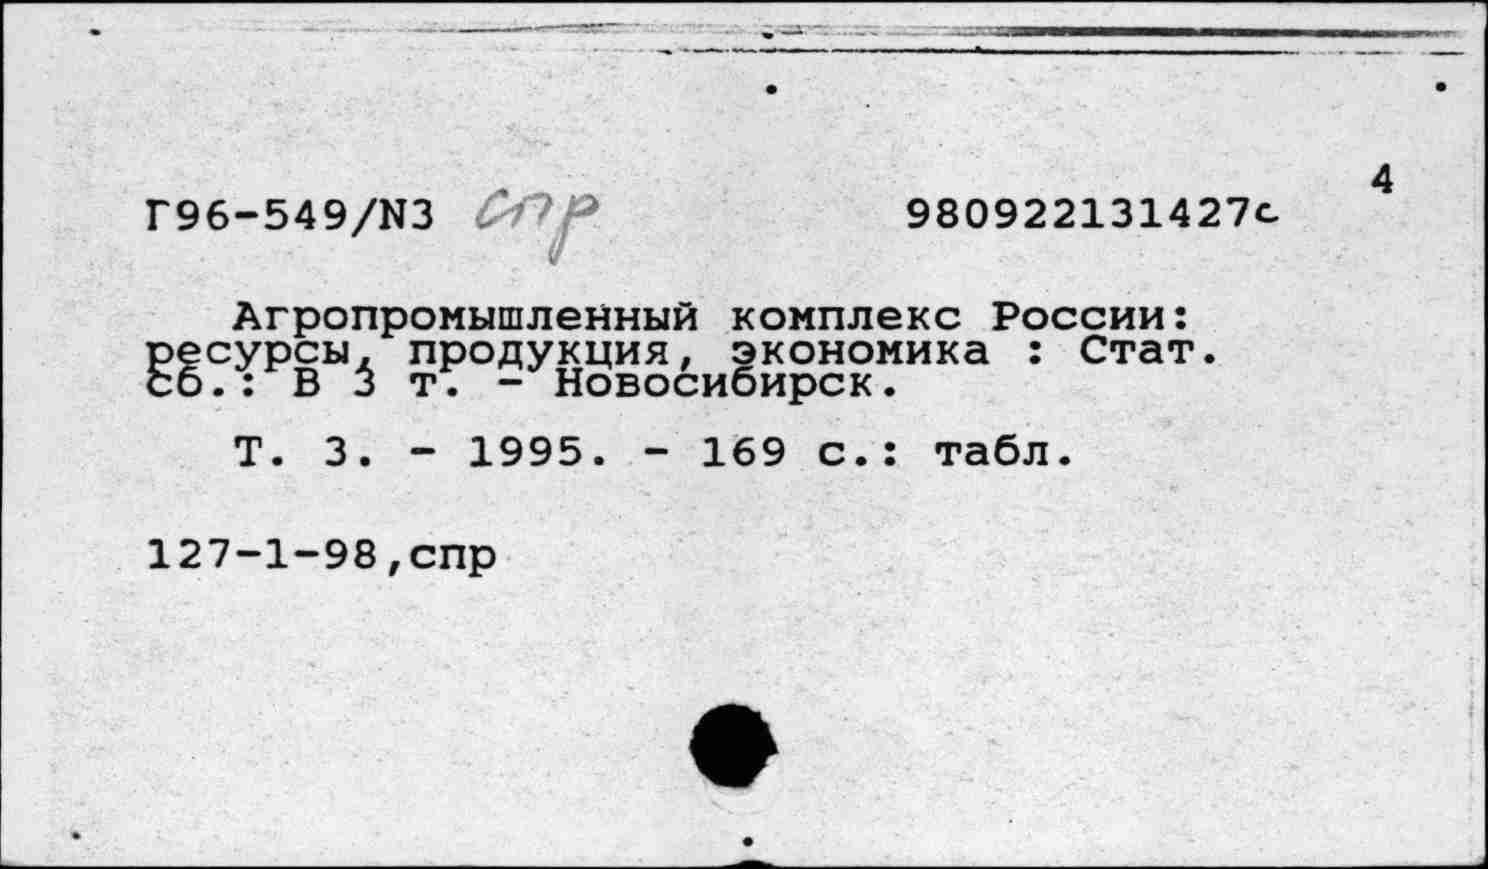 4
Г96-549/N3 спр 980922131427c
Агропромышленный комплекс России:
ресурсы, продукция, экономика : Стат.
сб.: В 3 т. - Новосибирск.
Т. 3. - 1995. - 169 с.: табл.
127-1-98,спр